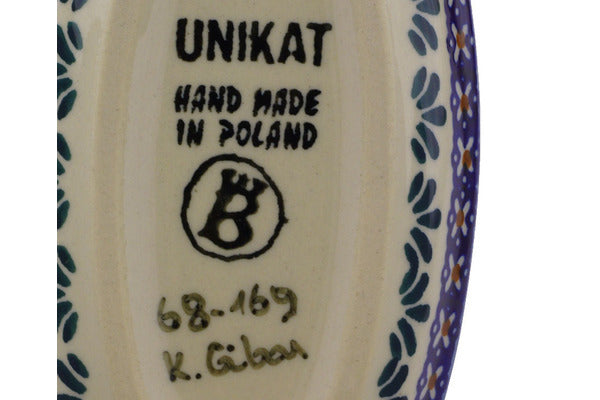 UNIKAT
HAND MADE
IN POLAND
B
68-169
K.